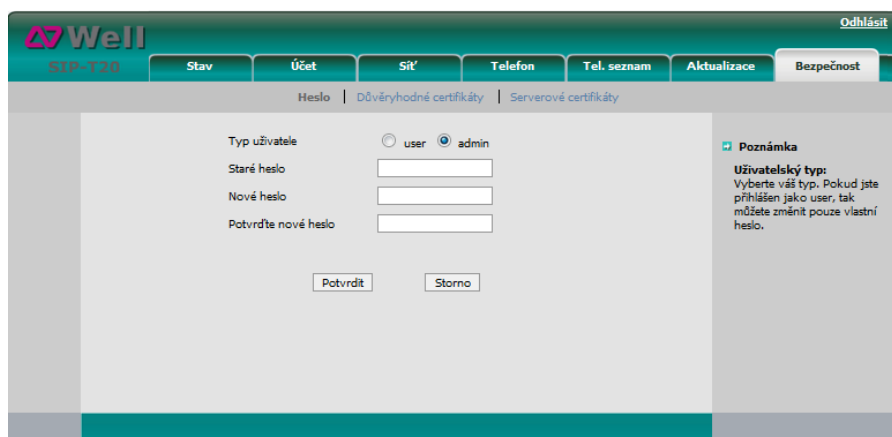 Odhlásit
Well
SIP-T20
Stav Účet Síť Telefon Tel. seznam Aktualizace Bezpečnost
Heslo | Důvěryhodné certifikáty | Serverové certifikáty
Typ uživatele user admin
Staré heslo
Nové heslo
Potvrďte nové heslo
Potvrdit Storno
Poznámka
Uživatelský typ:
Vyberte váš typ. Pokud jste
přihlášen jako user, tak
můžete změnit pouze vlastní
heslo.